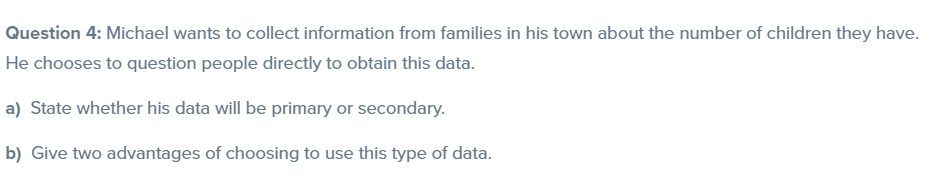 Question 4: Michael wants to collect information from families in his town about the number of children they have.
He chooses to question people directly to obtain this data.
a) State whether his data will be primary or secondary.
b) Give two advantages of choosing to use this type of data.